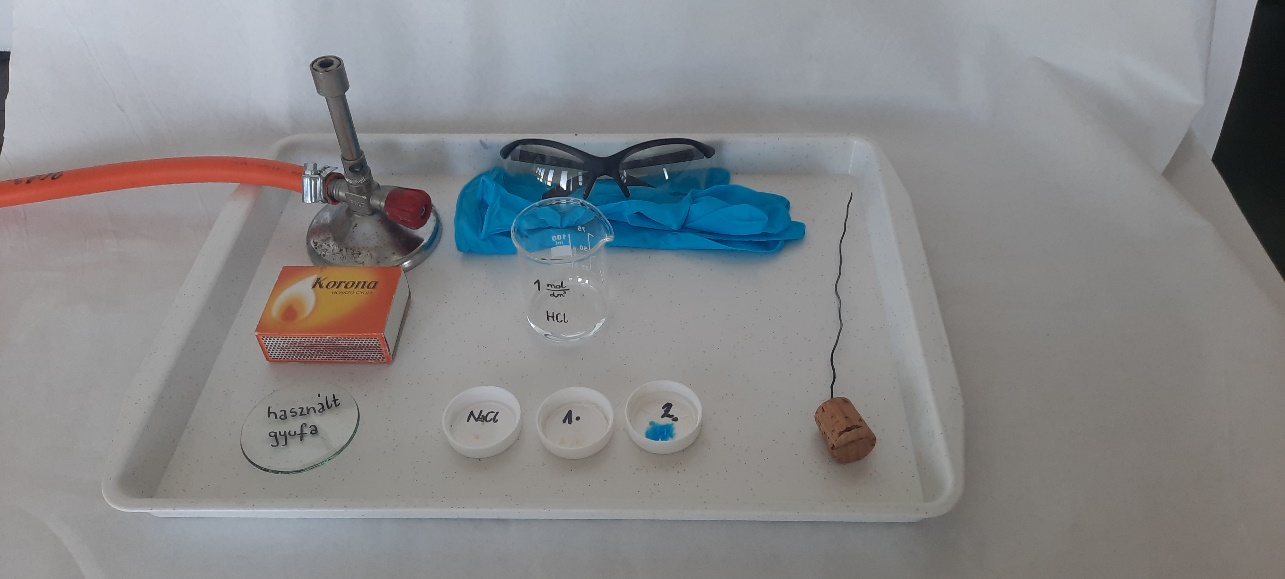 Korona
használt
gyufa
1 mol/dm³
HCl
NaCl
1.
2.